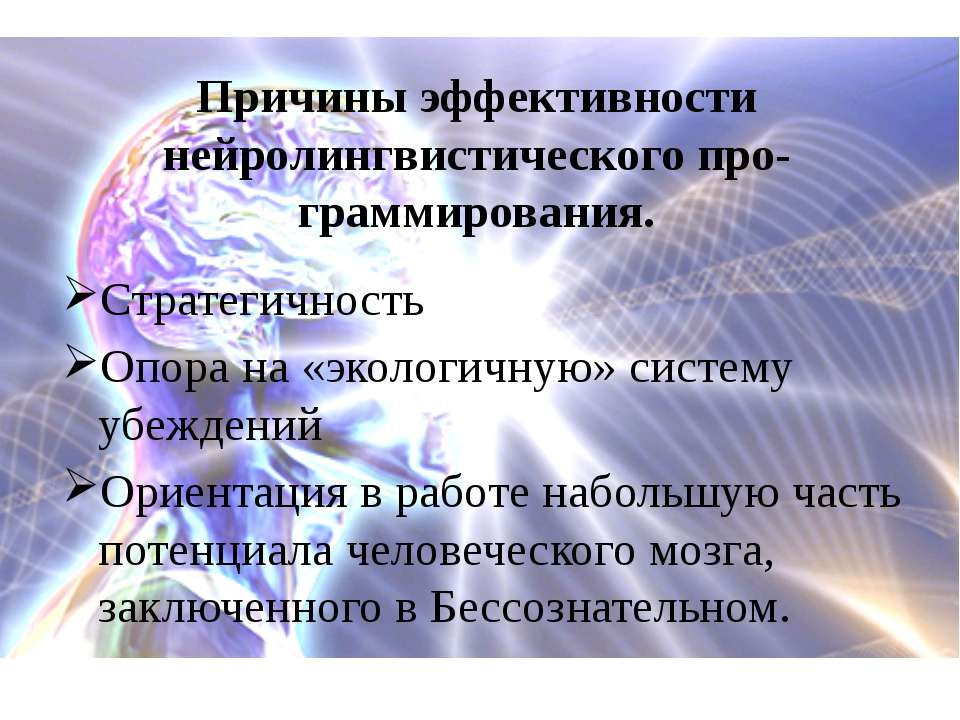 Причины эффективности
нейролингвистического про-
граммирования.
Стратегичность
Опора на «экологичную» систему
убеждений
Ориентация в работе набольшую часть
потенциала человеческого мозга,
заключенного в Бессознательном.